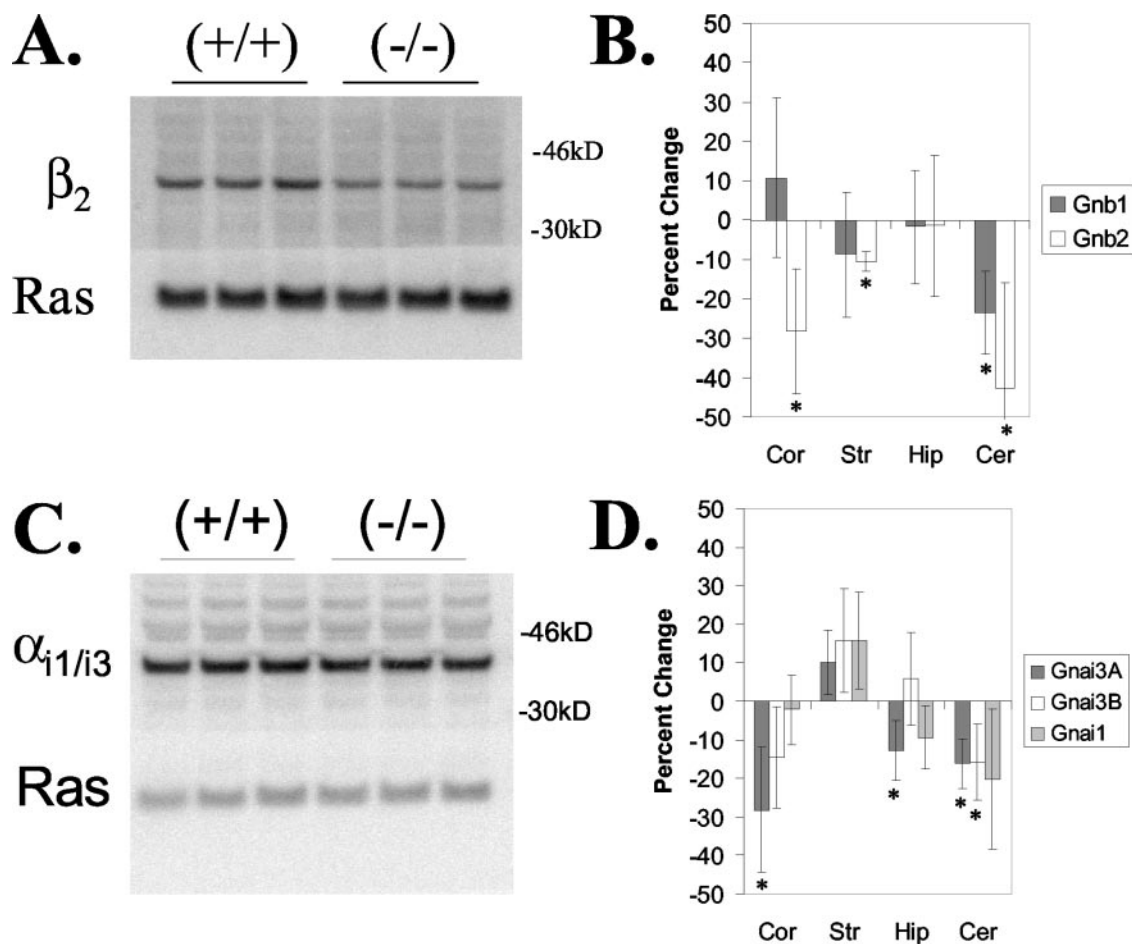 A.
(+/+) (-/-)
β2
-46kD
-30kD
Ras
B.
Percent Change
50
40
30
20
10
0
-10
-20
-30
-40
-50
* * * *
Cor Str Hip Cer
Gnb1
Gnb2
C.
(+/+) (-/-)
αi1/i3
-46kD
-30kD
Ras
D.
Percent Change
50
40
30
20
10
0
-10
-20
-30
-40
-50
* * * *
Cor Str Hip Cer
Gnai3A
Gnai3B
Gnai1